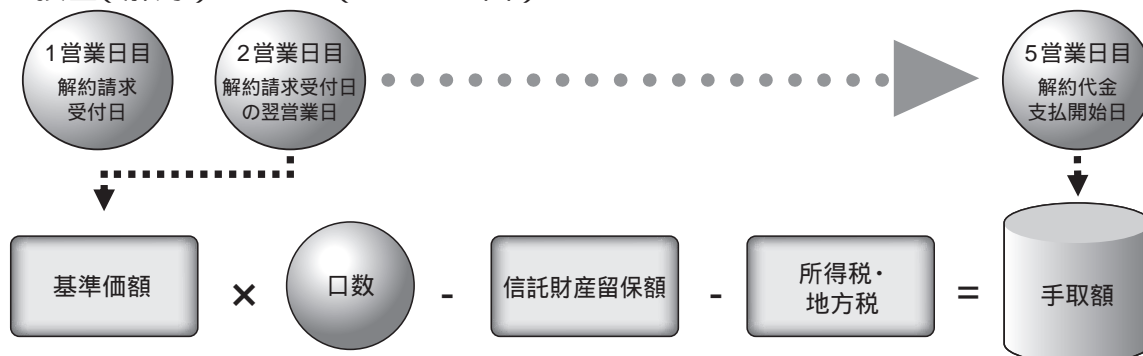 1営業日目
解約請求
受付日
2営業日目
解約請求受付日
の翌営業日
5営業日目
解約代金
支払開始日
基準価額
×
口数
-
信託財産留保額
-
所得税・
地方税
=
手取額